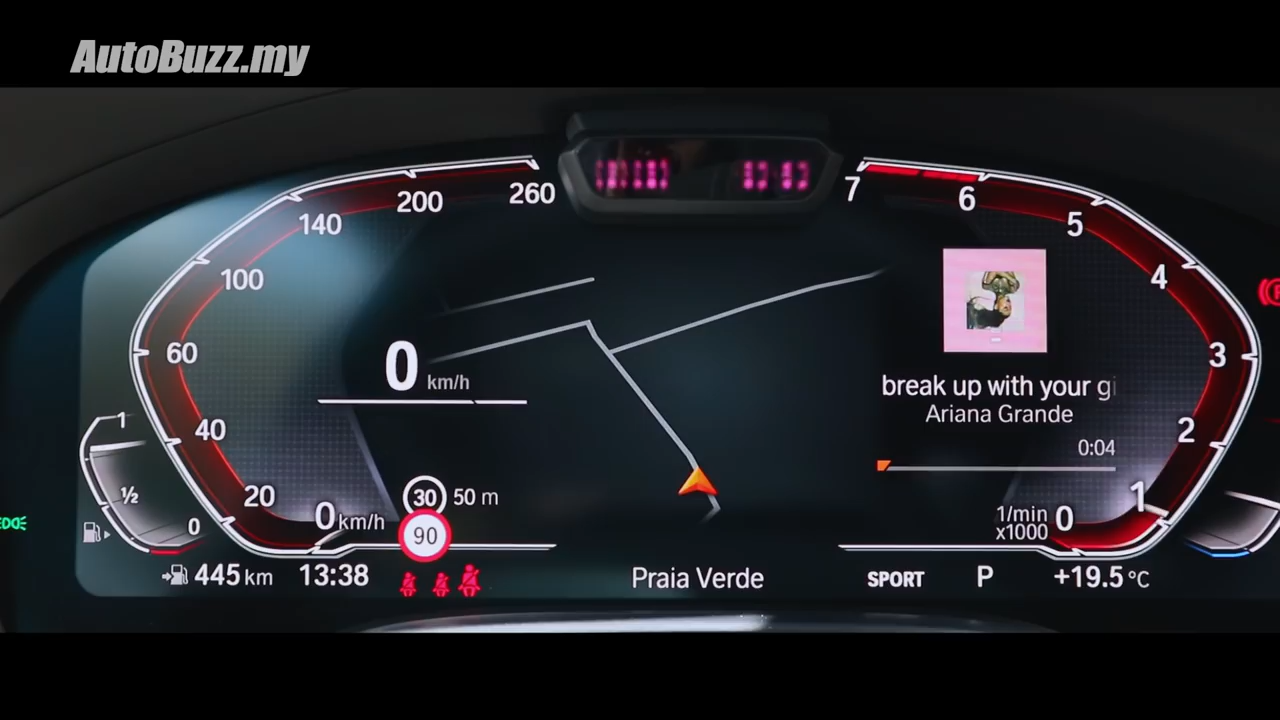 AutoBuzz.my
260
200
140
100
60
40
20
0 km/h
7
6
5
4
3
2
1
0
1/min
x1000
0 km/h
break up with your gi
Ariana Grande
0:04
1
1/2
0
30 50 m
90
445 km 13:38 Praia Verde SPORT P +19.5 °C